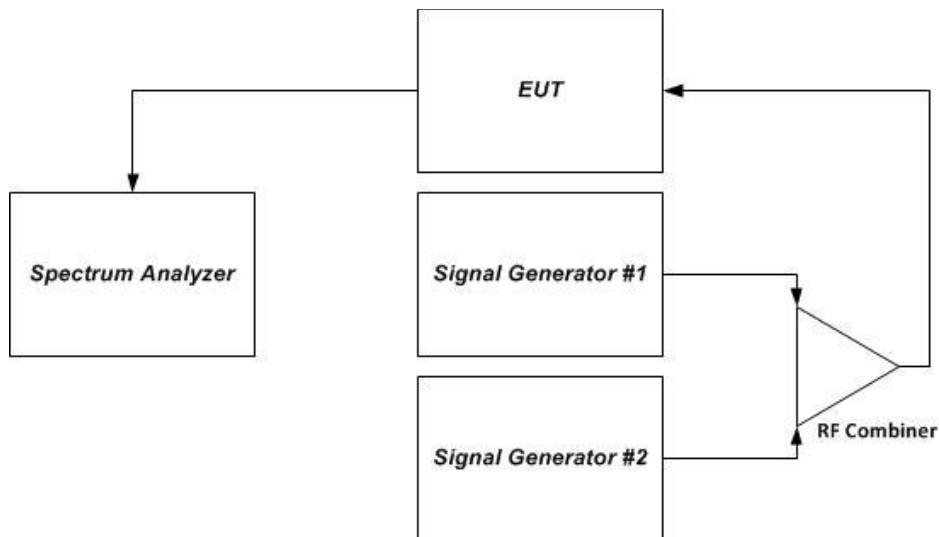 EUT
Spectrum Analyzer
Signal Generator #1
RF Combiner
Signal Generator #2